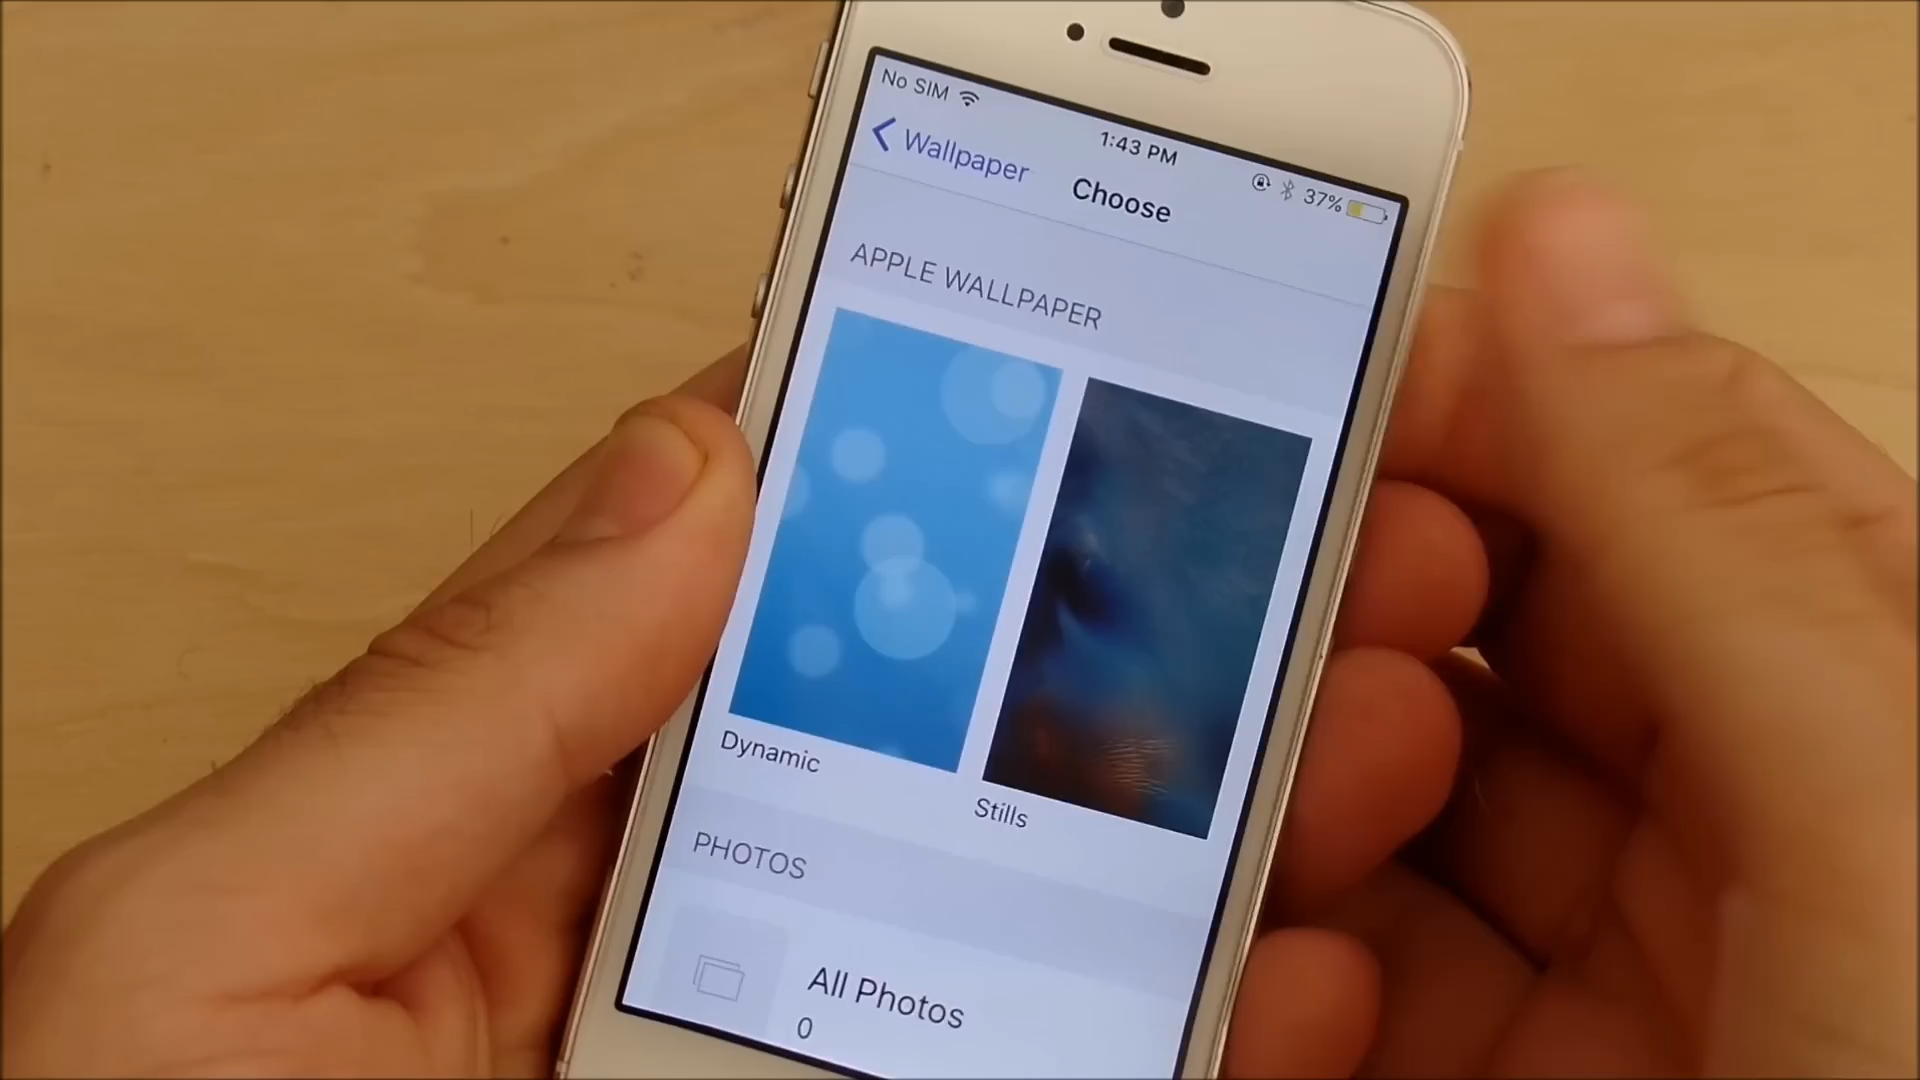 No SIM
1:43 PM
37%
Wallpaper
Choose
APPLE WALLPAPER
Dynamic
Stills
PHOTOS
All Photos
0